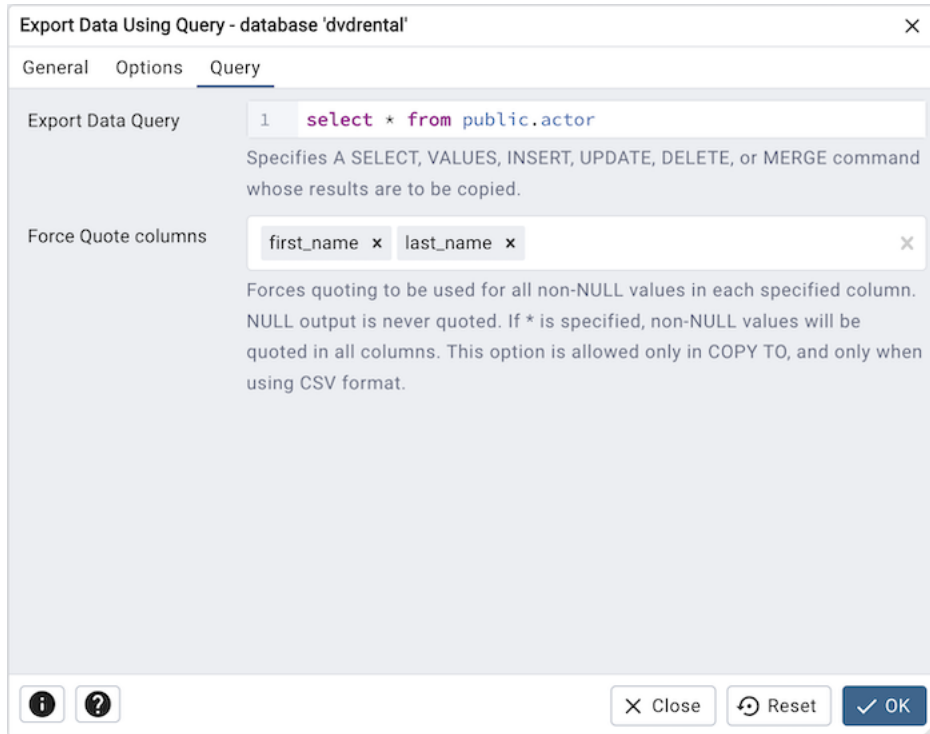 Export Data Using Query - database 'dvdrental'
General Options Query
Export Data Query
1 select * from public.actor
Specifies A SELECT, VALUES, INSERT, UPDATE, DELETE, or MERGE command
whose results are to be copied.
Force Quote columns
first_name × last_name ×
Forces quoting to be used for all non-NULL values in each specified column.
NULL output is never quoted. If * is specified, non-NULL values will be
quoted in all columns. This option is allowed only in COPY TO, and only when
using CSV format.
Close Reset OK